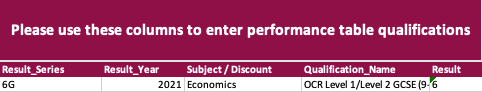 Please use these columns to enter performance table qualifications
Result_Series Result_Year Subject / Discount Qualification_Name Result
6G 2021 Economics OCR Level 1/Level 2 GCSE (9- 6